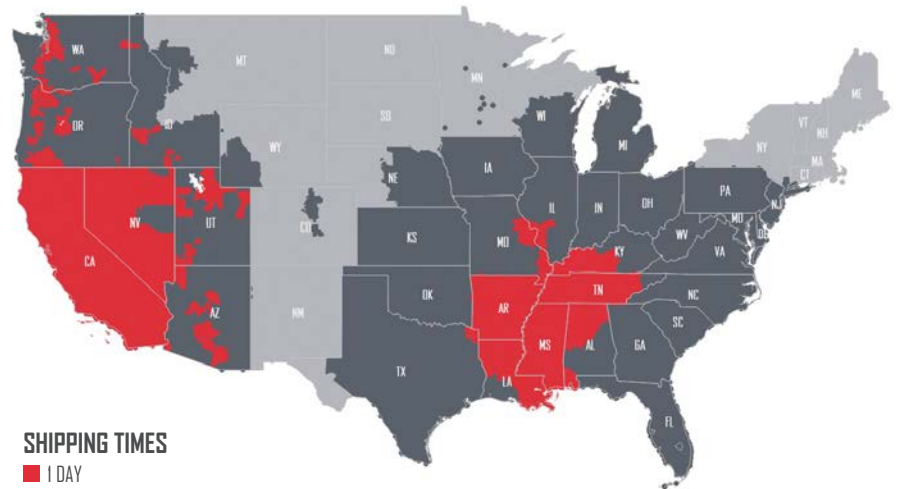 WA
MT
ND
MN
ME
OR
ID
SD
WI
VT
NH
NY
MA
CT
WY
MI
IA
NE
PA
NJ
NV
UT
CO
IL
IN
OH
MD
DE
CA
KS
MO
KY
WV
VA
AZ
NM
OK
AR
TN
NC
SC
MS
AL
GA
TX
LA
FL
SHIPPING TIMES
1 DAY